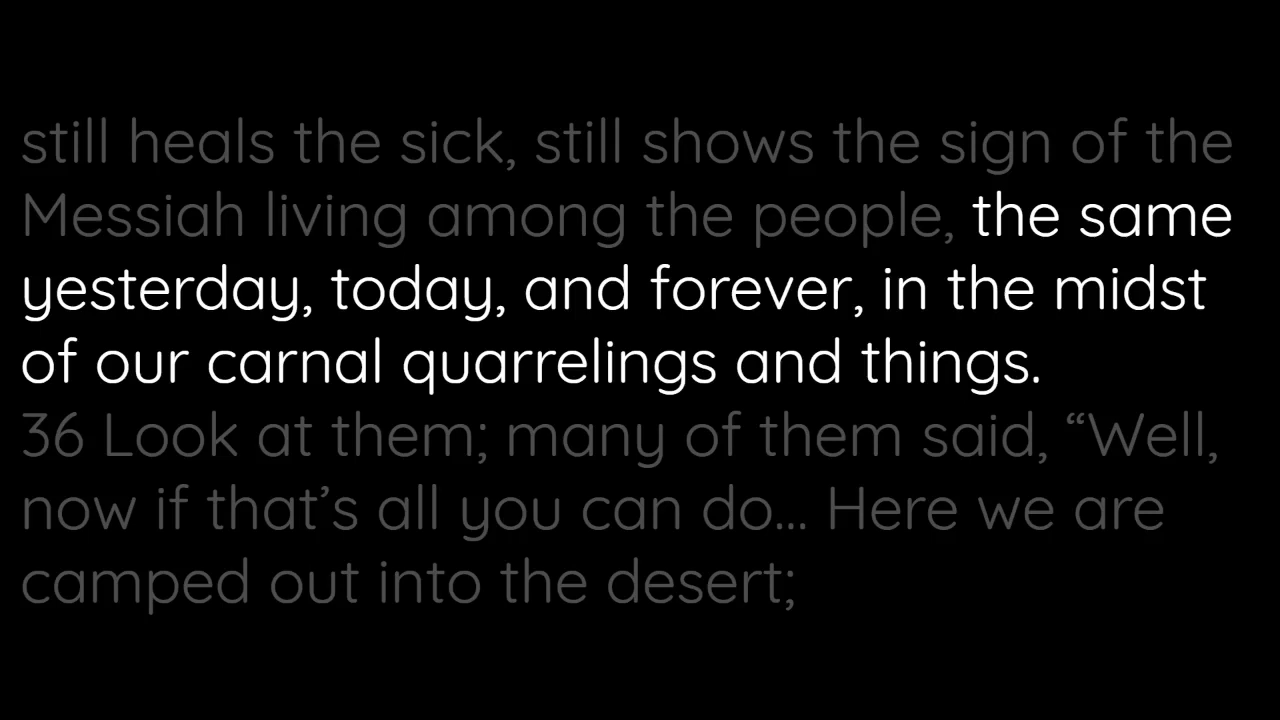 still heals the sick, still shows the sign of the
Messiah living among the people, the same
yesterday, today, and forever, in the midst
of our carnal quarrelings and things.
36 Look at them; many of them said, “Well,
now if that’s all you can do... Here we are
camped out into the desert;